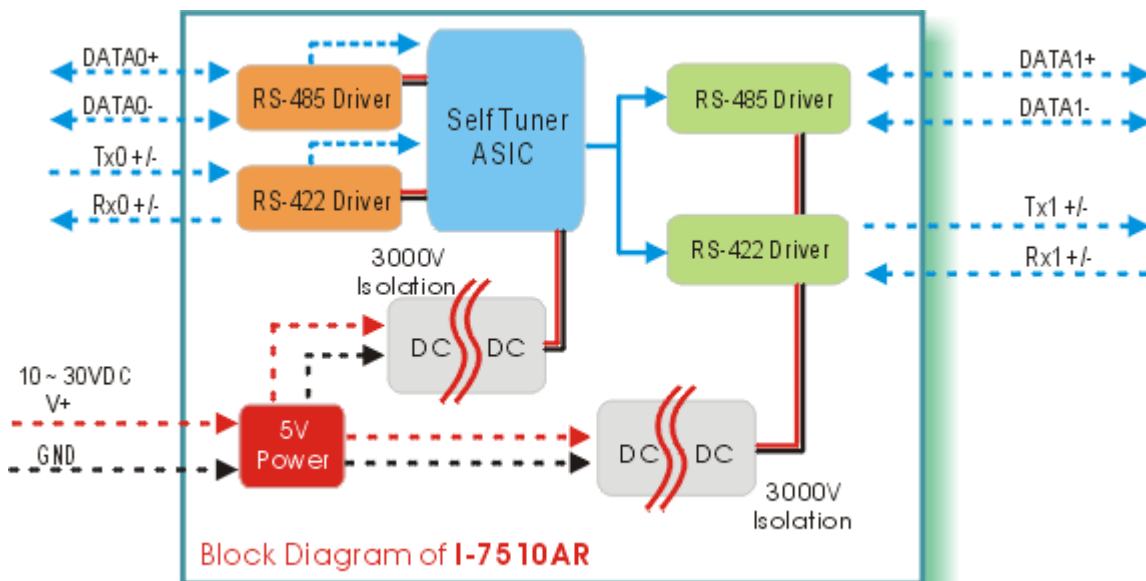 DATA0+
DATA0-
Tx0 +/-
Rx0 +/-
RS-485 Driver
RS-422 Driver
Self Tuner
ASIC
RS-485 Driver
RS-422 Driver
DATA1+
DATA1-
Tx1 +/-
Rx1 +/-
3000V
Isolation
DC DC
10 ~ 30VDC
V+
GND
5V
Power
DC DC
3000V
Isolation
Block Diagram of I-7510AR